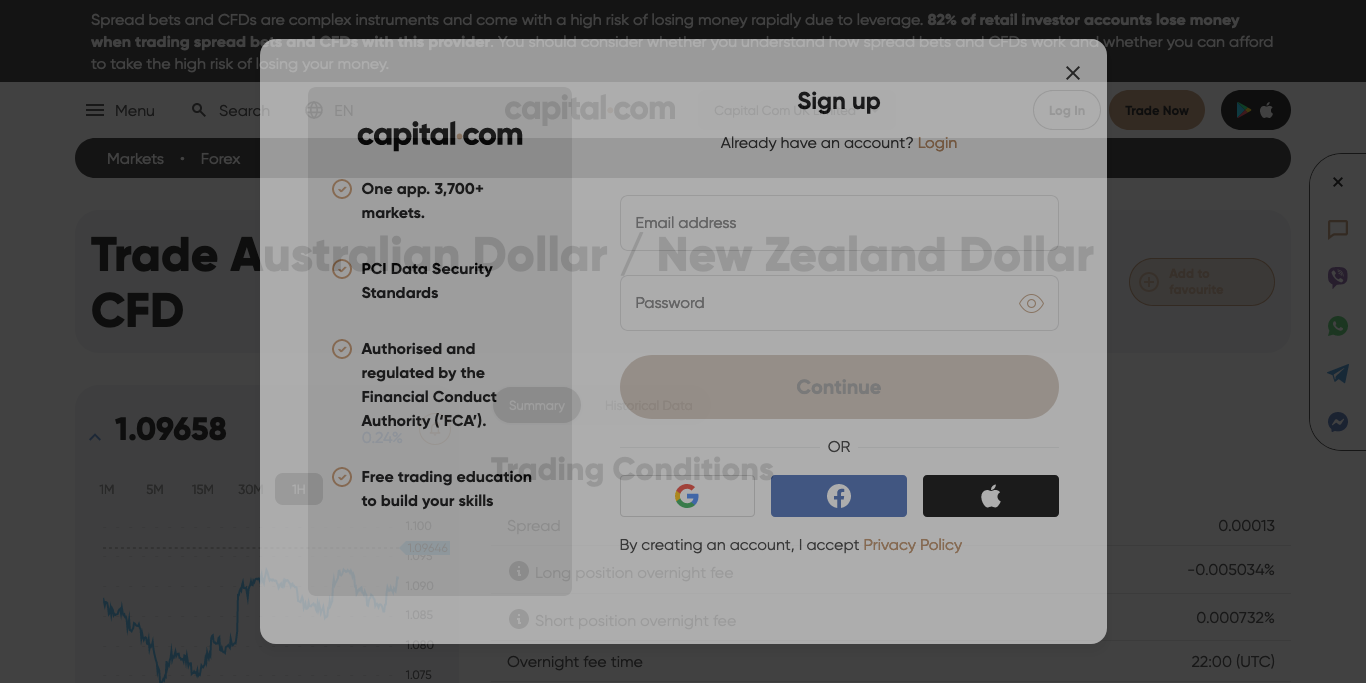 Spread bets and CFDs are complex instruments and come with a high risk of losing money rapidly due to leverage. 82% of retail investor accounts lose money
when trading spread bets and CFDs with this provider. You should consider whether you understand how spread bets and CFDs work and whether you can afford
to take the high risk of losing your money.
Menu
Search
EN
capital.com
Capital Com UK Limited
Log In
Trade Now
Markets • Forex
Trade Australian Dollar / New Zealand Dollar
CFD
Add to
favourite
1.09658
0.24%
1M 5M 15M 30M 1H
1.100
1.09646
1.095
1.090
1.085
1.080
1.075
Summary
Historical Data
Trading Conditions
Spread 0.00013
Long position overnight fee -0.005034%
Short position overnight fee 0.000732%
Overnight fee time 22:00 (UTC)
capital.com
One app. 3,700+
markets.
PCI Data Security
Standards
Authorised and
regulated by the
Financial Conduct
Authority (‘FCA’).
Free trading education
to build your skills
Sign up
Already have an account? Login
Email address
Password
Continue
OR
By creating an account, I accept Privacy Policy